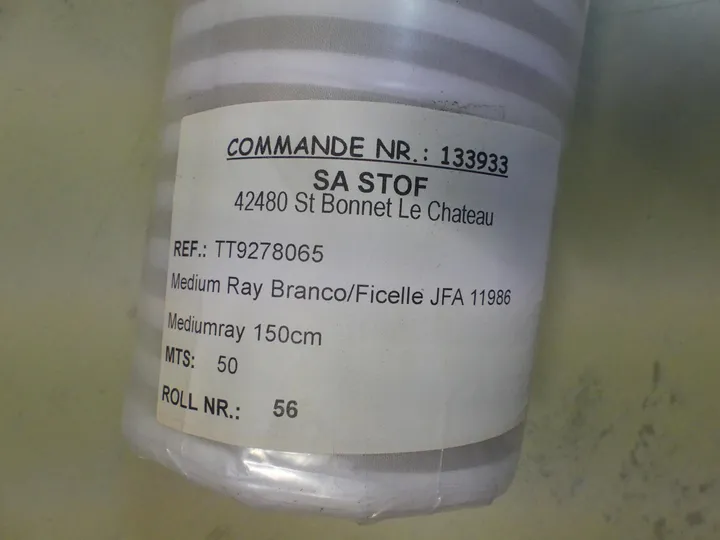 COMMANDE NR.: 133933
SA STOF
42480 St Bonnet Le Chateau
REF.: TT9278065
Medium Ray Branco/Ficelle JFA 11986
Mediumray 150cm
MTS: 50
ROLL NR.: 56